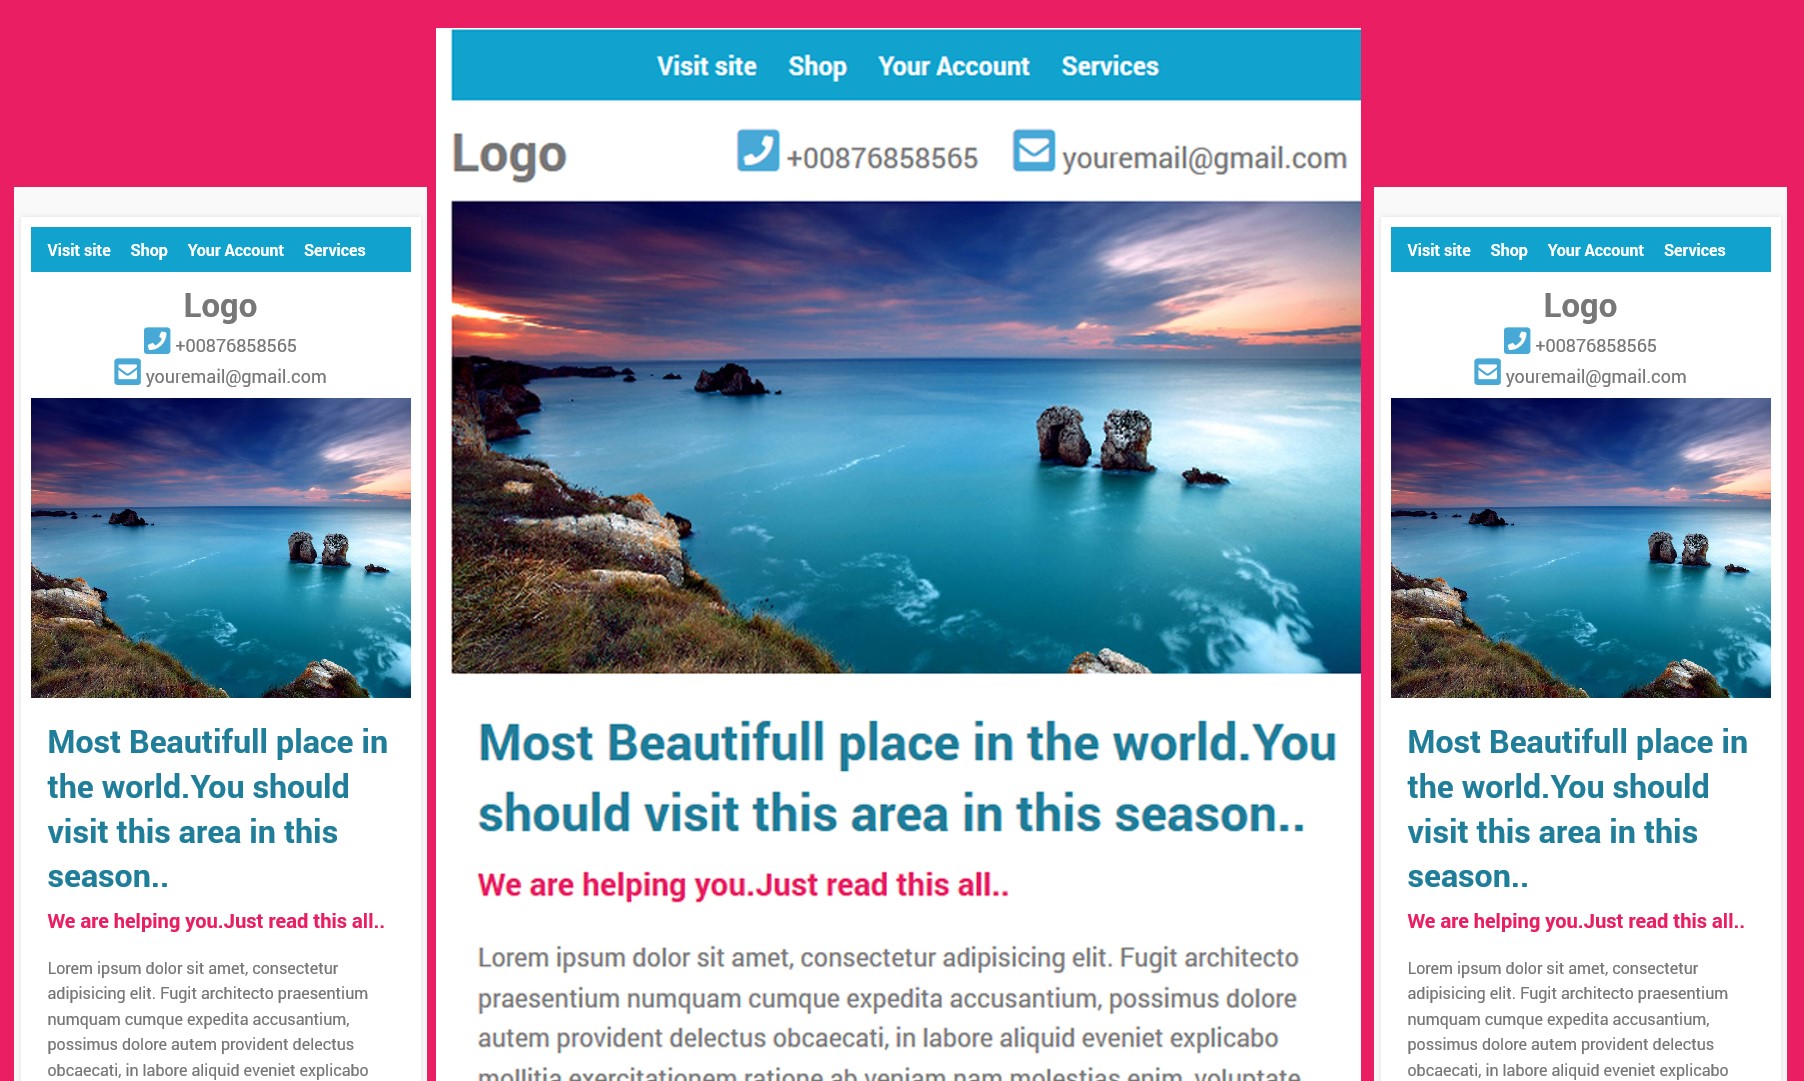 Visit site Shop Your Account Services
Logo
+00876858565
youremail@gmail.com
Most Beautifull place in
the world.You should
visit this area in this
season..
We are helping you.Just read this all..
Lorem ipsum dolor sit amet, consectetur
adipisicing elit. Fugit architecto praesentium
numquam cumque expedita accusantium,
possimus dolore autem provident delectus
obcaecati, in labore aliquid eveniet explicabo
Visit site Shop Your Account Services
Logo +00876858565 youremail@gmail.com
Most Beautifull place in the world.You
should visit this area in this season..
We are helping you.Just read this all..
Lorem ipsum dolor sit amet, consectetur adipisicing elit. Fugit architecto
praesentium numquam cumque expedita accusantium, possimus dolore
autem provident delectus obcaecati, in labore aliquid eveniet explicabo
mollitia exercitationem ratione ab veniam nam molestias enim, voluptate
Visit site Shop Your Account Services
Logo
+00876858565
youremail@gmail.com
Most Beautifull place in
the world.You should
visit this area in this
season..
We are helping you.Just read this all..
Lorem ipsum dolor sit amet, consectetur
adipisicing elit. Fugit architecto praesentium
numquam cumque expedita accusantium,
possimus dolore autem provident delectus
obcaecati, in labore aliquid eveniet explicabo